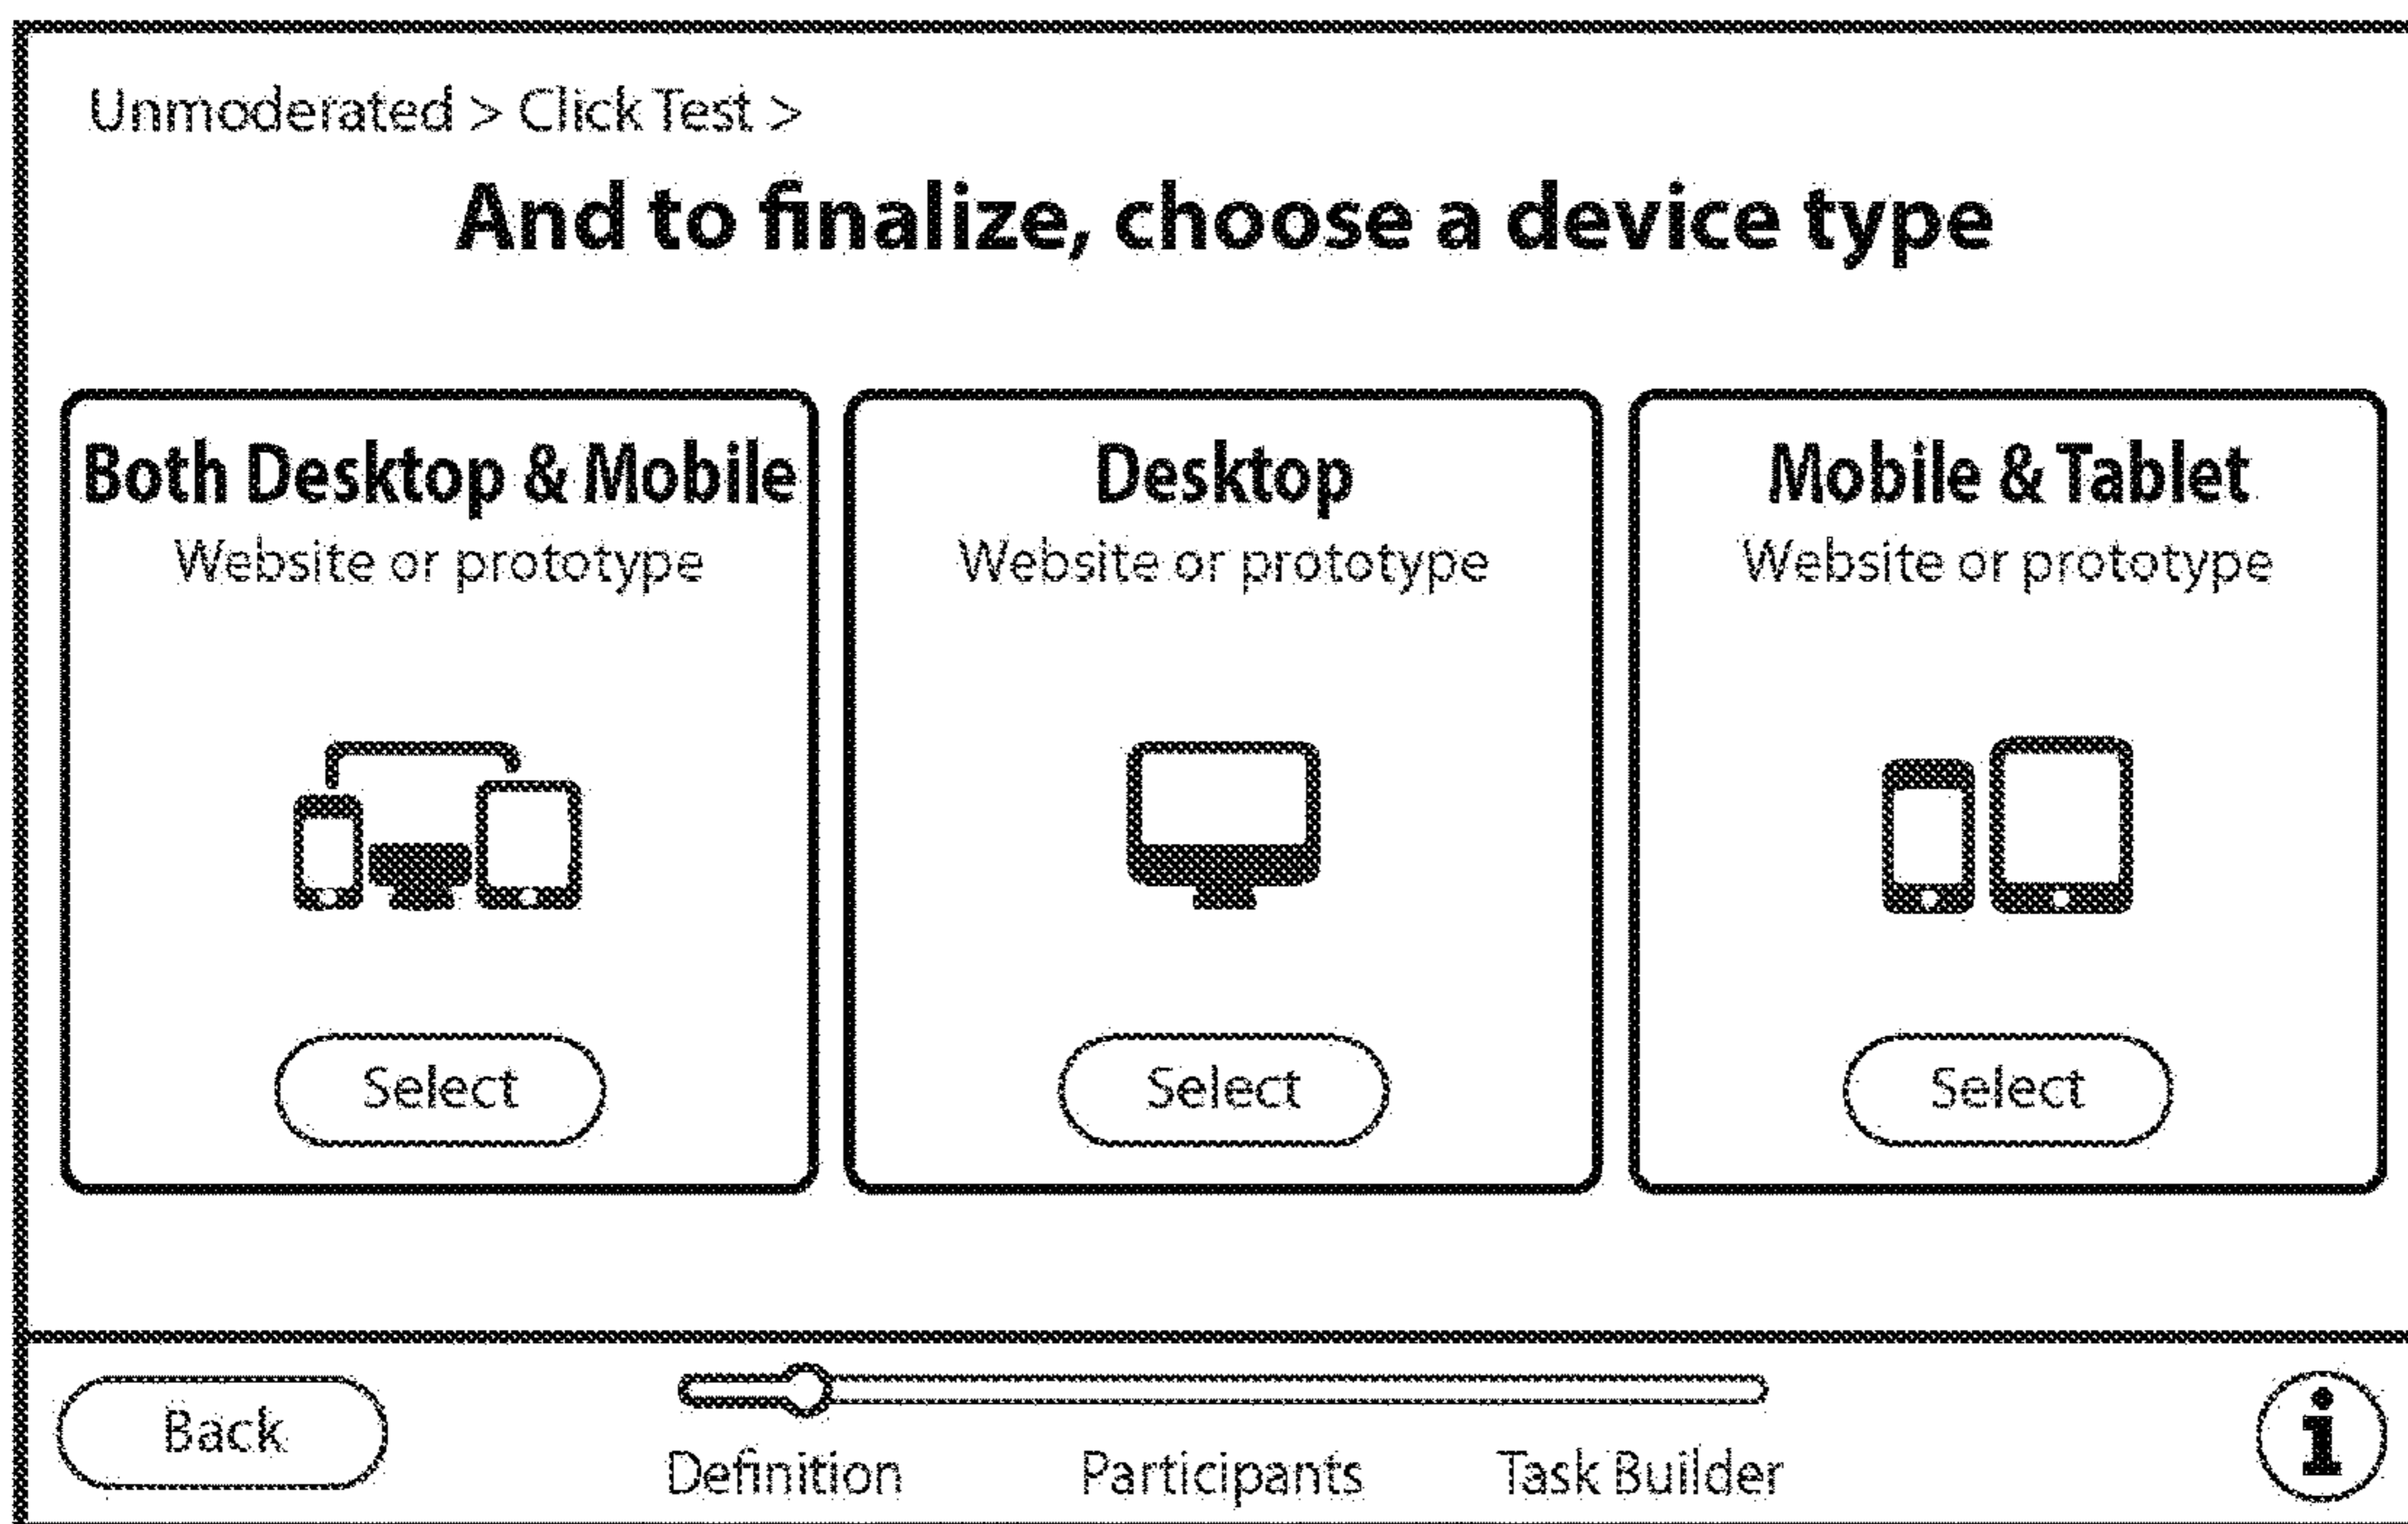 Unmoderated > Click Test >
And to finalize, choose a device type
Both Desktop & Mobile
Website or prototype
Select
Desktop
Website or prototype
Select
Mobile & Tablet
Website or prototype
Select
Back
Definition
Participants
Task Builder
i